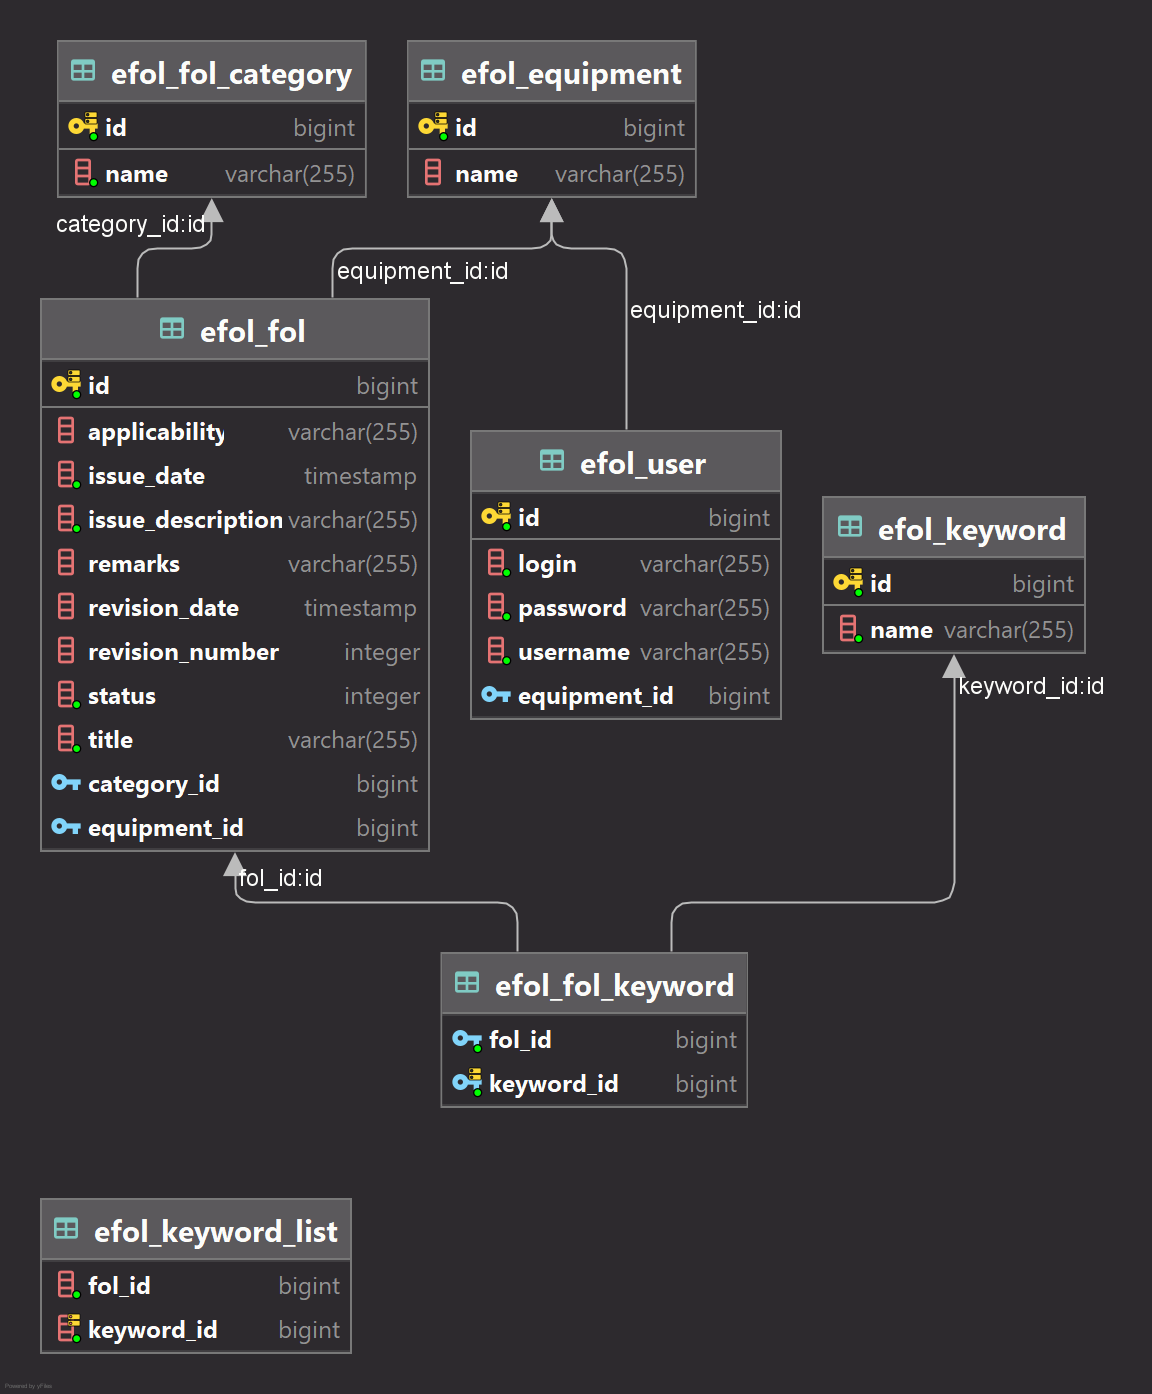 efol_fol_category
id bigint
name varchar(255)
efol_equipment
id bigint
name varchar(255)
category_id:id
equipment_id:id
equipment_id:id
efol_fol
id bigint
applicability varchar(255)
issue_date timestamp
issue_description varchar(255)
remarks varchar(255)
revision_date timestamp
revision_number integer
status integer
title varchar(255)
category_id bigint
equipment_id bigint
efol_user
id bigint
login varchar(255)
password varchar(255)
username varchar(255)
equipment_id bigint
efol_keyword
id bigint
name varchar(255)
keyword_id:id
fol_id:id
efol_fol_keyword
fol_id bigint
keyword_id bigint
efol_keyword_list
fol_id bigint
keyword_id bigint
Powered by yFiles